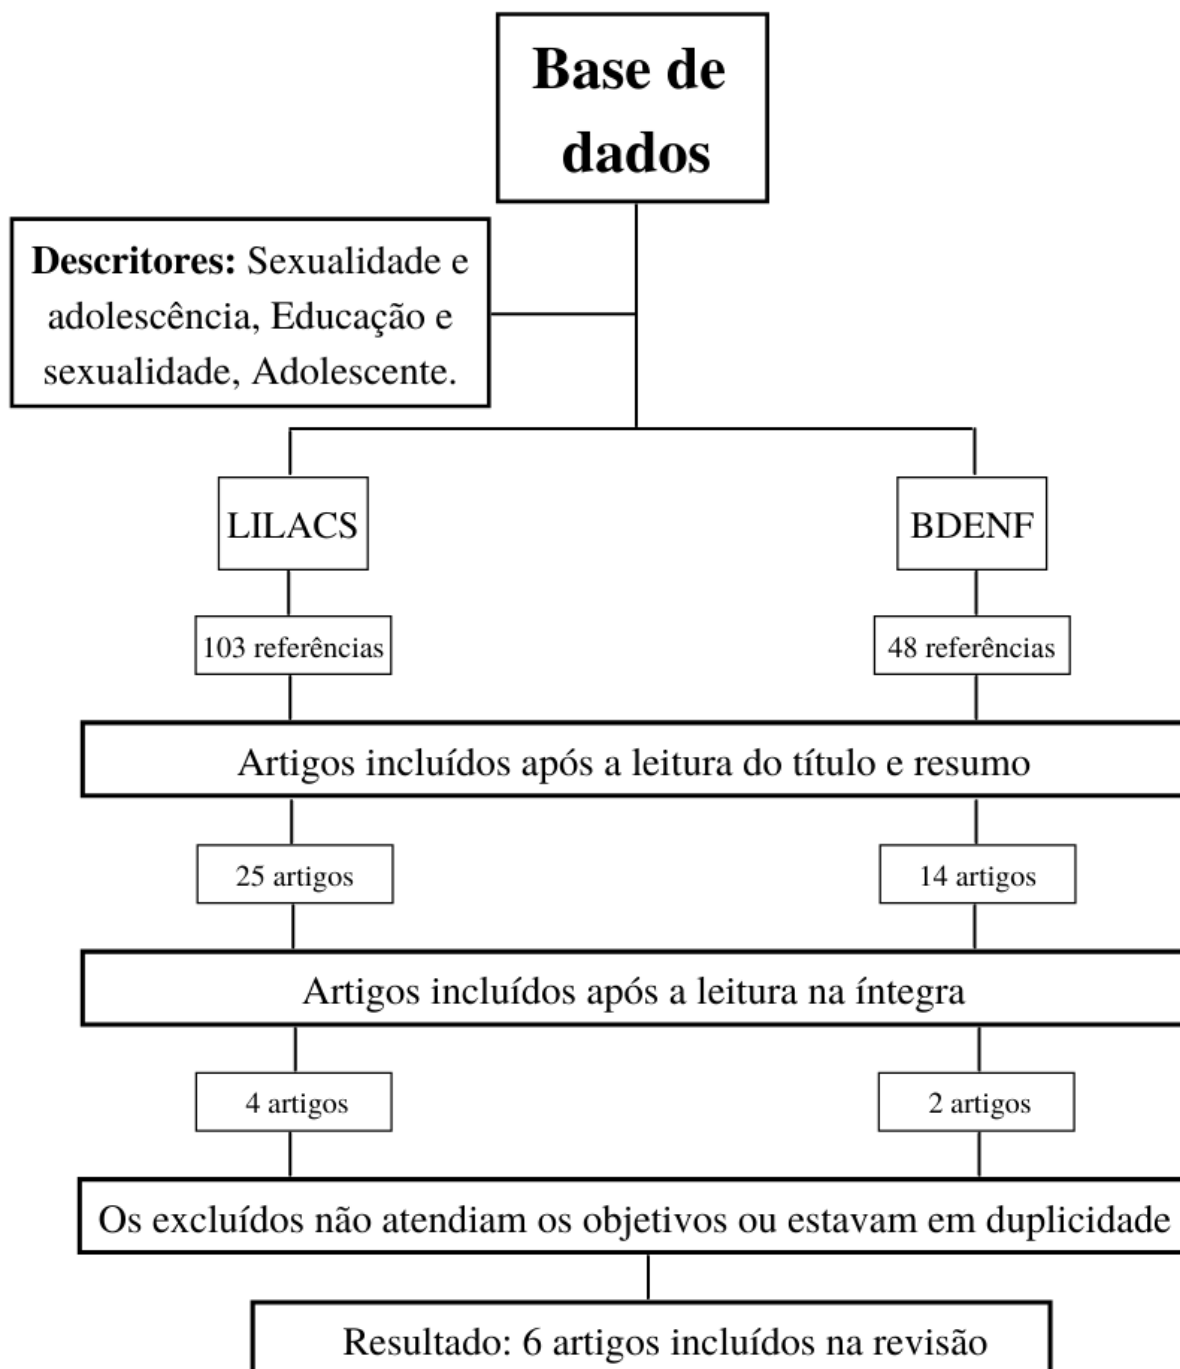 Base de
dados
Descritores: Sexualidade e
adolescência, Educação e
sexualidade, Adolescente.
LILACS
BDENF
103 referências
48 referências
Artigos incluídos após a leitura do título e resumo
25 artigos
14 artigos
Artigos incluídos após a leitura na íntegra
4 artigos
2 artigos
Os excluídos não atendiam os objetivos ou estavam em duplicidade
Resultado: 6 artigos incluídos na revisão